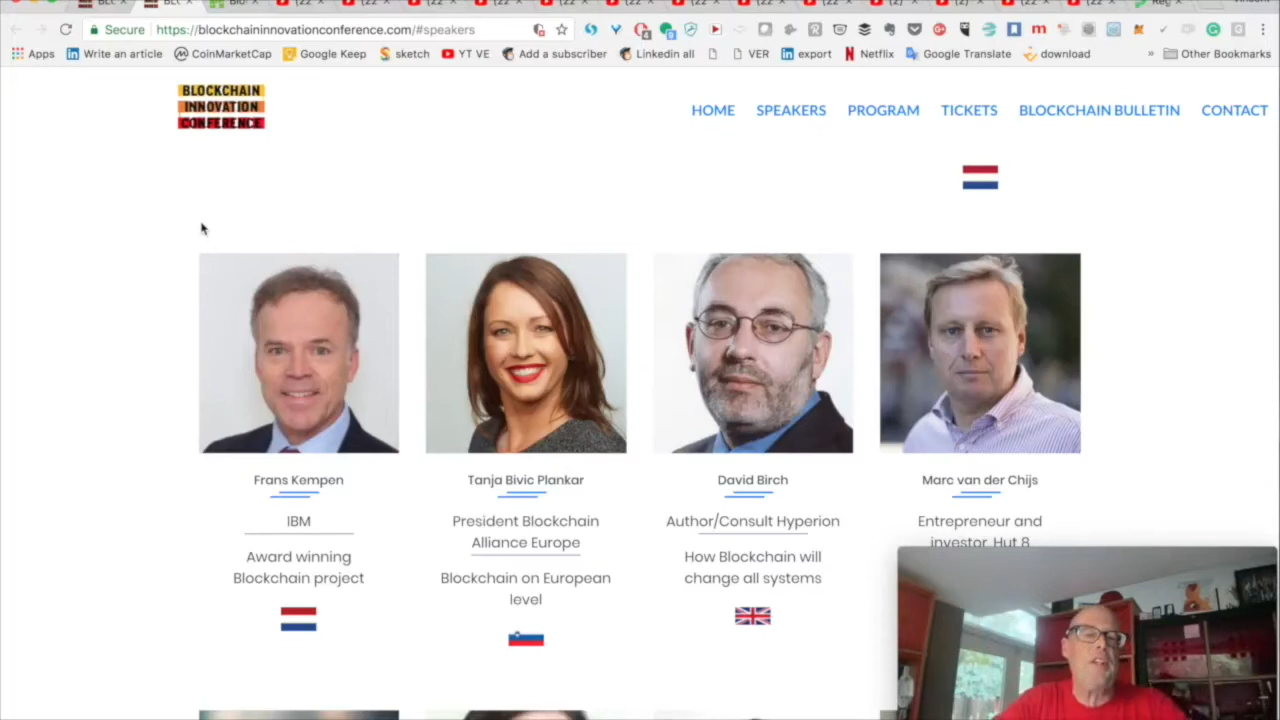 Secure
https://blockchaininnovationconference.com/#speakers
Apps
Write an article
CoinMarketCap
Google Keep
sketch
YT VE
Add a subscriber
Linkedin all
VER
export
Netflix
Google Translate
download
»
Other Bookmarks
BLOCKCHAIN
INNOVATION
CONFERENCE
HOME SPEAKERS PROGRAM TICKETS BLOCKCHAIN BULLETIN CONTACT
Frans Kempen
IBM
Award winning
Blockchain project
Tanja Bivic Plankar
President Blockchain
Alliance Europe
Blockchain on European
level
David Birch
Author/Consult Hyperion
How Blockchain will
change all systems
Marc van der Chijs
Entrepreneur and
investor, Hut 8